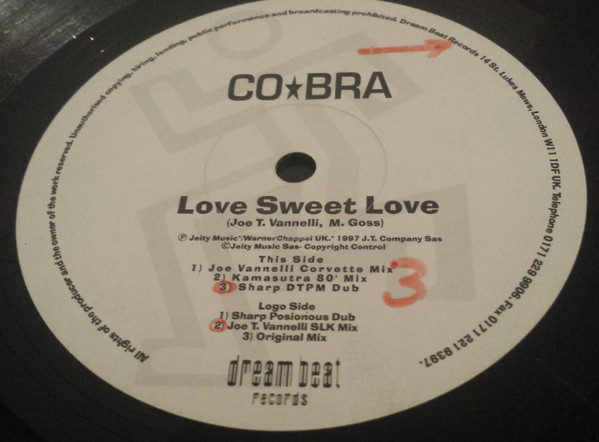 All rights of the producer and the owner of the work reserved. Unauthorised copying, hiring, lending, public performance and broadcasting prohibited. Dream Beat Records 14 St. Lukes Mews, London W11 1DF UK. Telephone 0171 229 9906. Fax 0171 221 9397.
CO★BRA
Love Sweet Love
(Joe T. Vannelli, M. Goss)
℗ Jeity Music"/WarnerChappel UK." 1997 J.T. Company Sas
©Jeity Music Sas- Copyright Control
This Side
1) Joe Vannelli Corvette Mix
2) Kamasutra 80' Mix
3) Sharp DTPM Dub
3
Logo Side
1) Sharp Posionous Dub
2) Joe T. Vannelli SLK Mix
3) Original Mix
dream beat
records